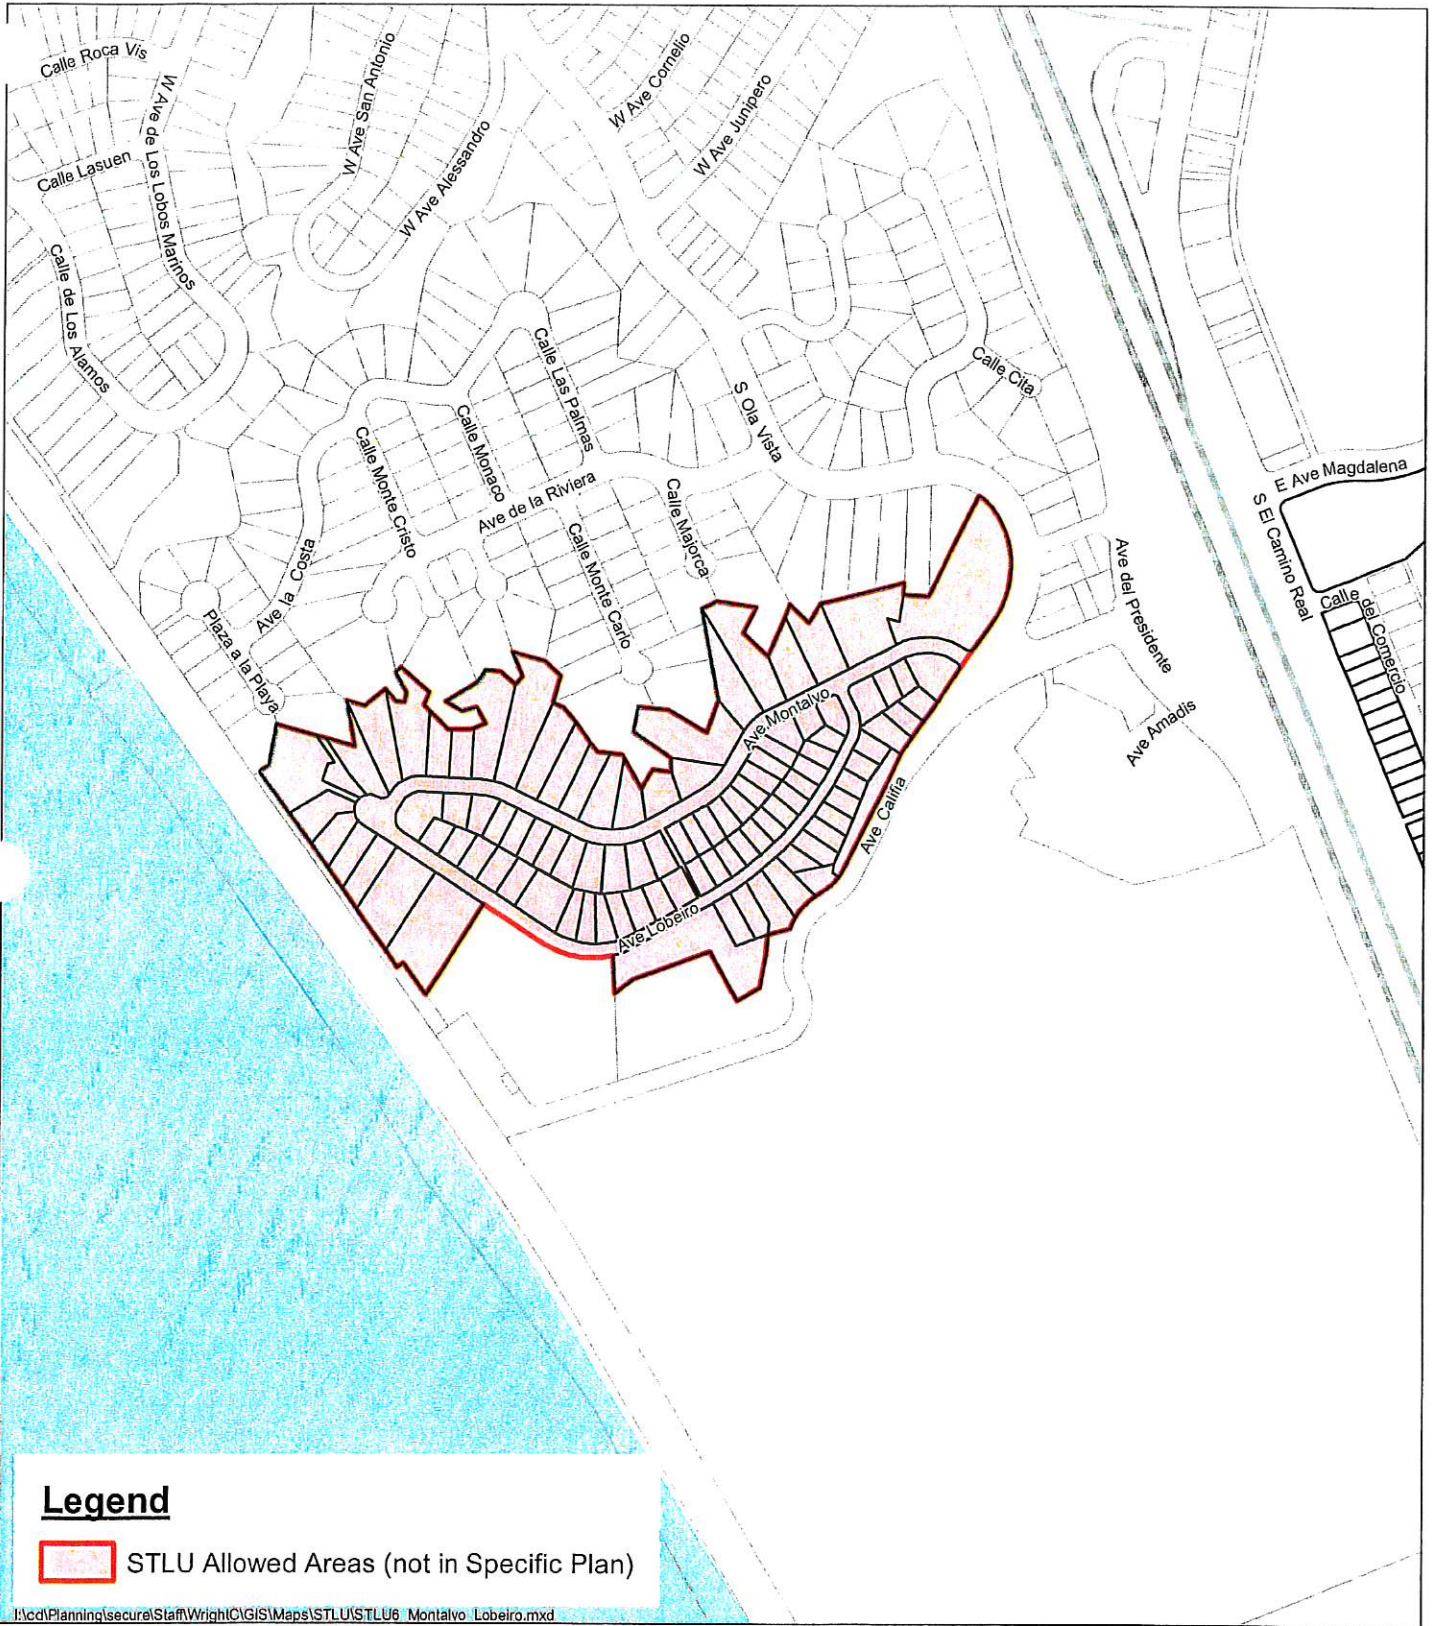 Calle Roca Vis
W Ave de Los Lobos Marinos
W Ave San Antonio
W Ave Cornelio
W Ave Junipero
Calle Lasuen
W Ave Alessandro
Calle de Los Alamos
Calle Las Palmas
Calle Cita
S Ola Vista
Calle Monaco
Calle Monte Cristo
Ave de la Riviera
Calle Majorca
E Ave Magdalena
S El Camino Real
Ave la Costa
Calle Monte Carlo
Ave del Presidente
Calle del Comercio
Plaza a la Playa
Ave Montalvo
Ave Amadis
Ave Califia
Ave Lobeiro
Legend
STLU Allowed Areas (not in Specific Plan)
I:\cd\Planning\secure\Staff\WrightC\GIS\Maps\STLU\STLU6_Montalvo_Lobeiro.mxd